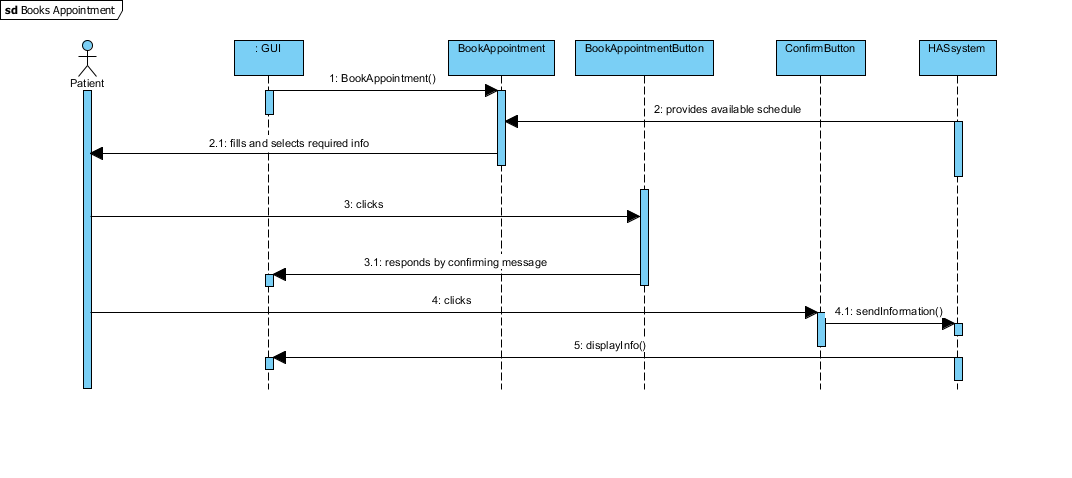 sd Books Appointment
Patient
: GUI
BookAppointment
BookAppointmentButton
ConfirmButton
HASsystem
1: BookAppointment()
2: provides available schedule
2.1: fills and selects required info
3: clicks
3.1: responds by confirming message
4: clicks
4.1: sendInformation()
5: displayInfo()